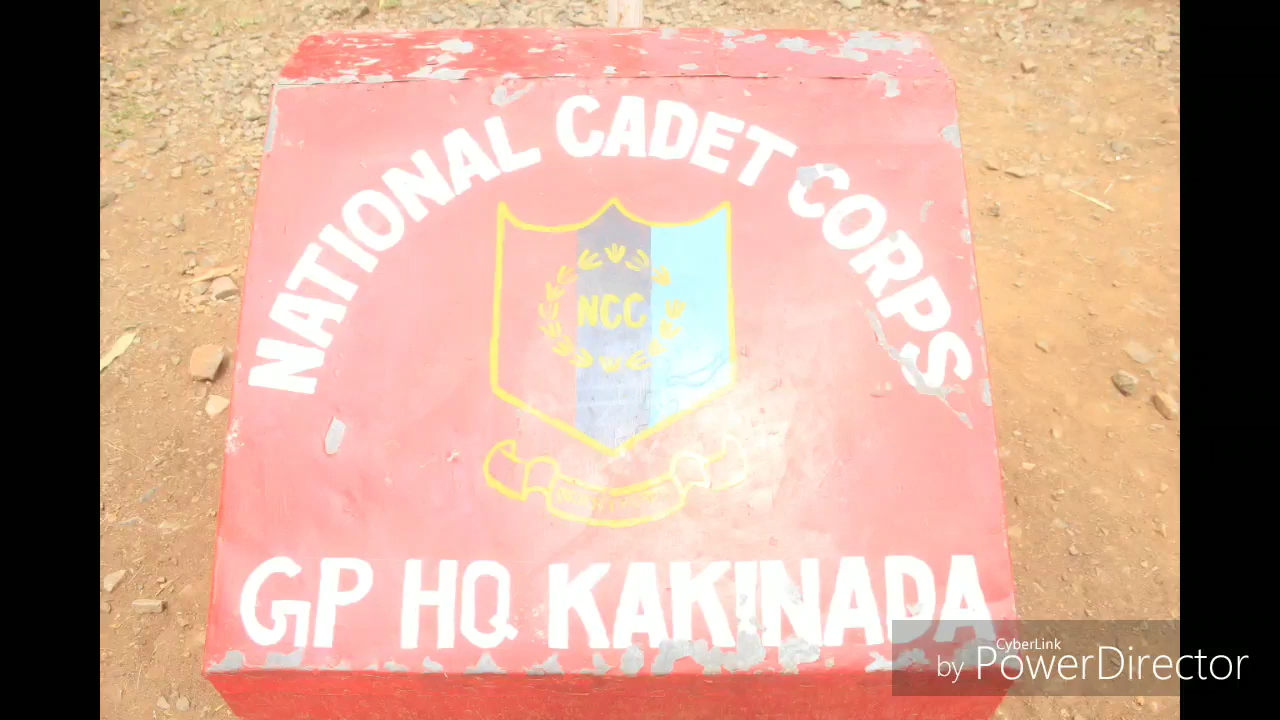 NATIONAL CADET CORPS
NCC
GP HQ KAKINADA
CyberLink
by PowerDirector